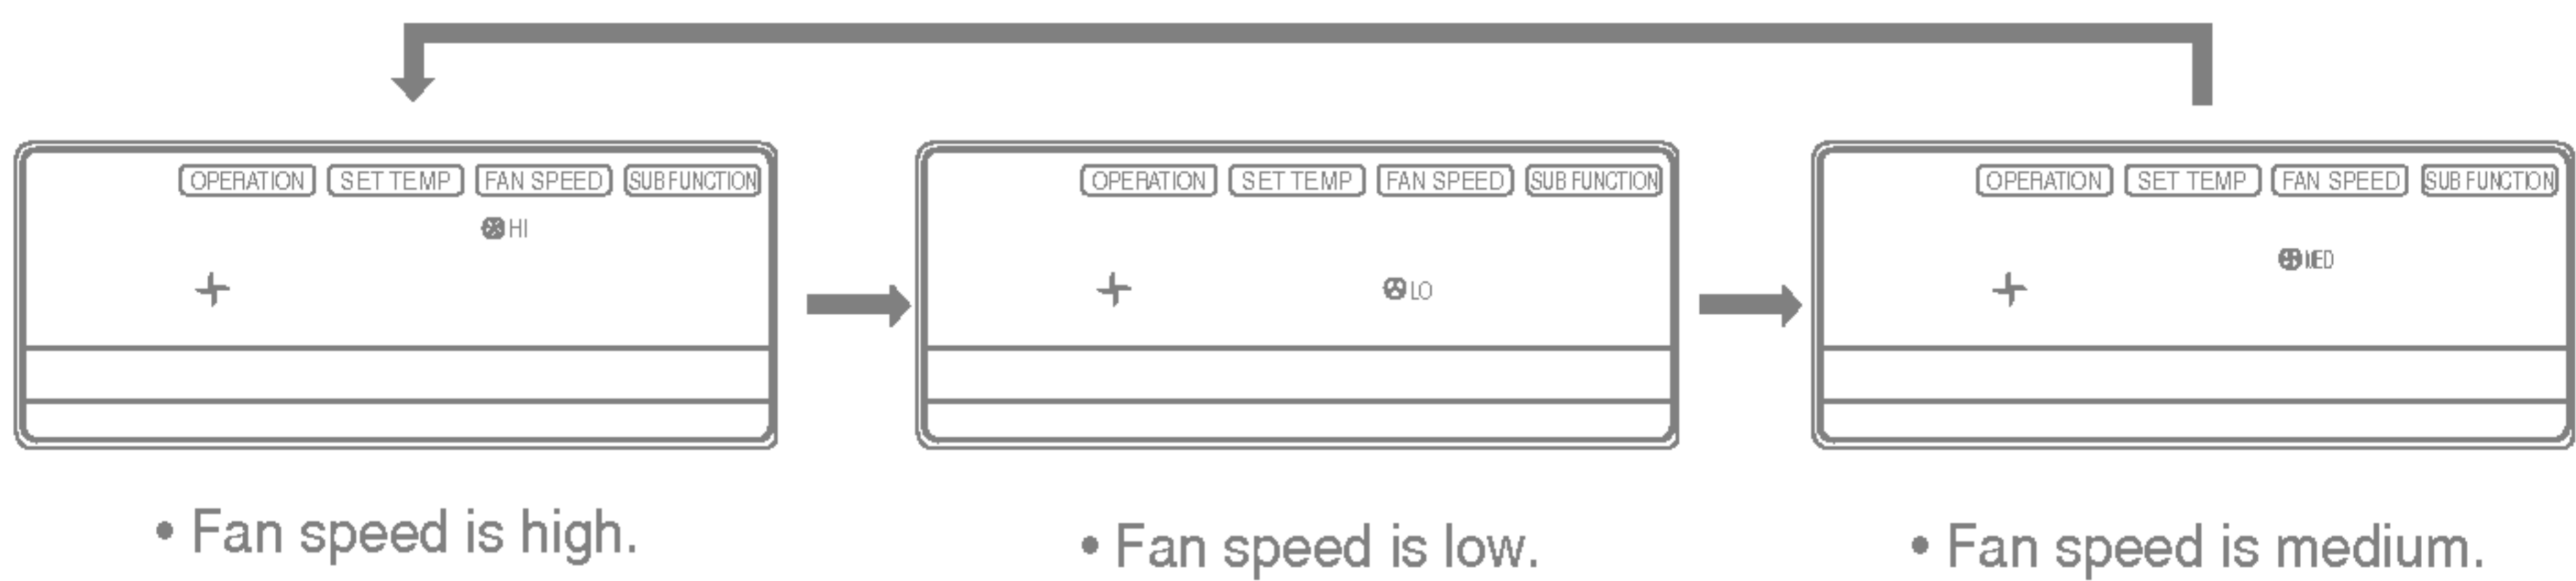 OPERATION SET TEMP FAN SPEED SUB FUNCTION
HI
• Fan speed is high.
OPERATION SET TEMP FAN SPEED SUB FUNCTION
LO
• Fan speed is low.
OPERATION SET TEMP FAN SPEED SUB FUNCTION
MED
• Fan speed is medium.